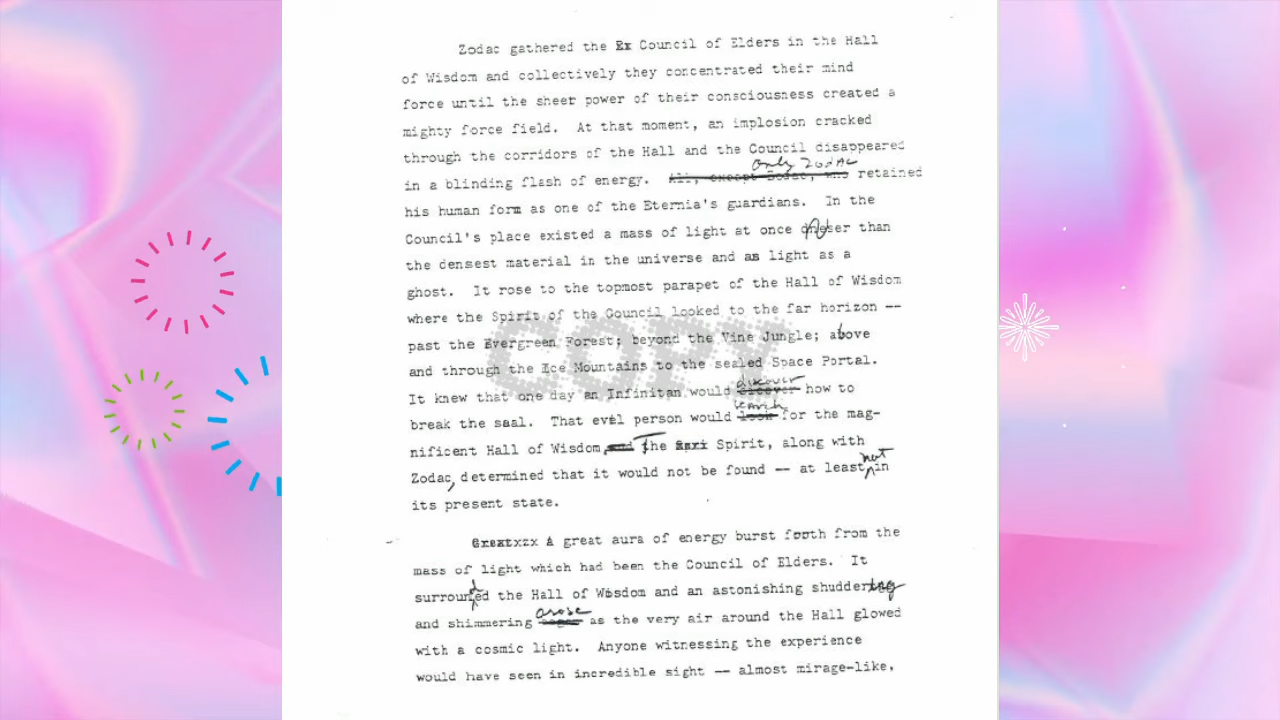 Zodac gathered the Ex Council of Elders in the Hall
of Wisdom and collectively they concentrated their mind
force until the sheer power of their consciousness created a
mighty force field. At that moment, an implosion cracked
through the corridors of the Hall and the Council disappeared
only Zodac
in a blinding flash of energy. All, except Zodac, was retained
his human form as one of the Eternia's guardians. In the
Council's place existed a mass of light at once denser than
the densest material in the universe and as light as a
ghost. It rose to the topmost parapet of the Hall of Wisdom
where the Spirit of the Council looked to the far horizon --
past the Evergreen Forest; beyond the Vine Jungle; above
and through the Ice Mountains to the sealed Space Portal.
discover
It knew that one day an Infinitan would how to
search
break the seal. That evil person would look for the mag-
nificent Hall of Wisdom, and The Spri Spirit, along with
not
Zodac, determined that it would not be found -- at least in
its present state.
Greatxzx A great aura of energy burst forth from the
mass of light which had been the Council of Elders. It
d
surrouned the Hall of Wisdom and an astonishing shuddering
arose
and shimmering as the very air around the Hall glowed
with a cosmic light. Anyone witnessing the experience
would have seen in incredible sight -- almost mirage-like,
COPY